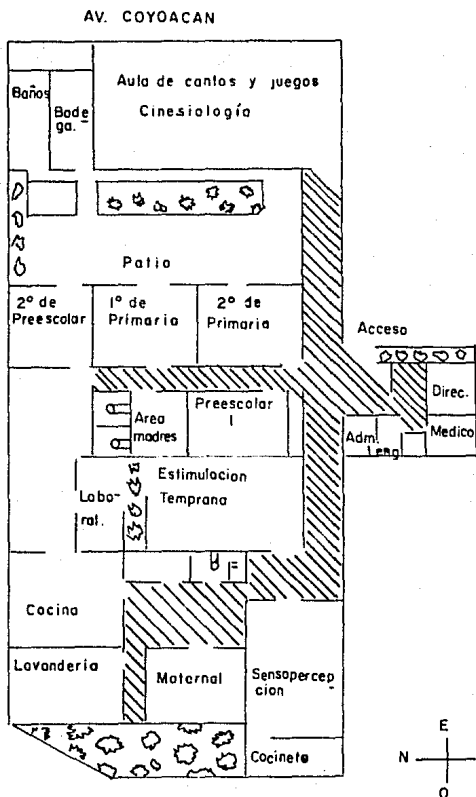 AV. COYOACAN
Aula de cantos y juegos
Cinesiología
Baños
Bode
ga.
Patio
2º de
Preescolar
1º de
Primaria
2º de
Primaria
Acceso
Direc.
Medico
Adm.
Leng
Area
madres
Preescolar
I
Estimulacion
Temprana
Labo-
rat.
Cocina
Lavanderia
Maternal
Sensopercep-
cion
Cocineta
E
N
O